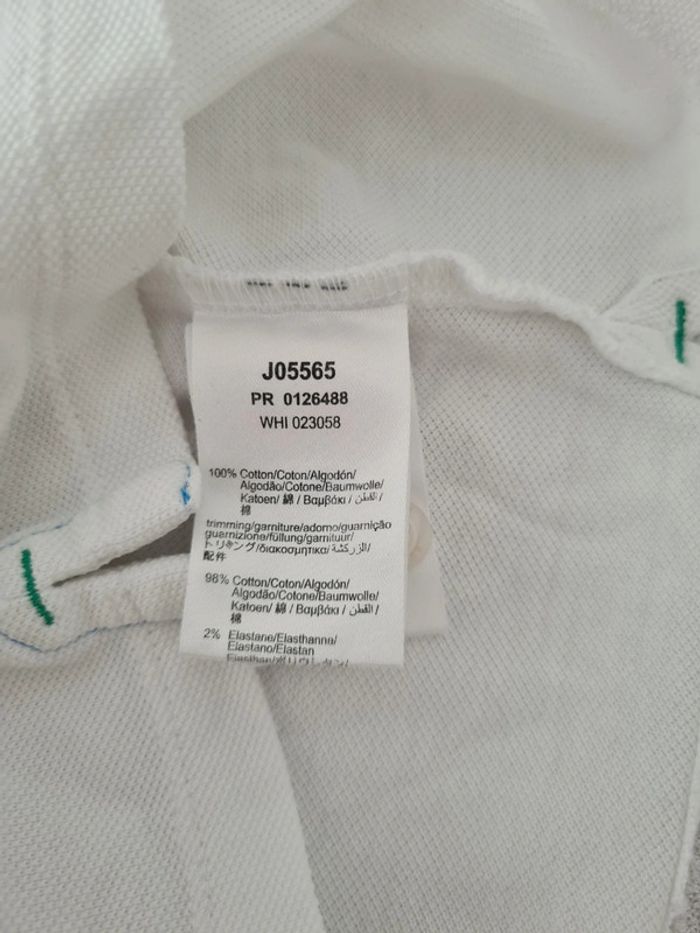 J05565
PR 0126488
WHI 023058
100% Cotton/Coton/Algodón/
Algodão/Cotone/Baumwolle/
Katoen/ 綿 / Βαμβάκι / القطن /
棉
trimming/garniture/adorno/guarnição
guarnizione/füllung/garnituur/
トリミング/διακοσμητικα/ الزركشة/
配件
98% Cotton/Coton/Algodón/
Algodão/Cotone/Baumwolle/
Katoen/ 綿 / Βαμβάκι / القطن /
棉
2% Elastane/Elasthanne/
Elastano/Elastan